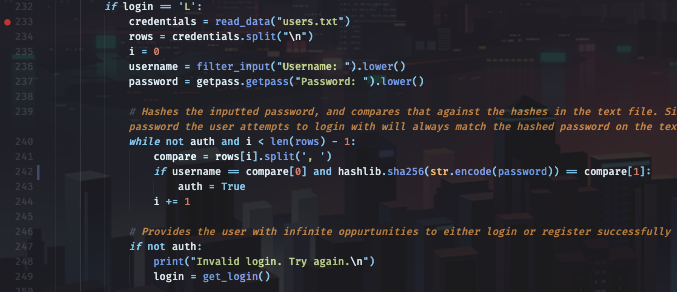 232 if login == 'L':
233 credentials = read_data("users.txt")
234 rows = credentials.split("\n")
235 i = 0
236 username = filter_input("Username: ").lower()
237 password = getpass.getpass("Password: ").lower()
238
239 # Hashes the inputted password, and compares that against the hashes in the text file. Si
password the user attempts to login with will always match the hashed password on the tex
240 while not auth and i < len(rows) - 1:
241 compare = rows[i].split(', ')
242 if username == compare[0] and hashlib.sha256(str.encode(password)) == compare[1]:
243 auth = True
244 i += 1
245
246 # Provides the user with infinite oppurtunities to either login or register successfully
247 if not auth:
248 print("Invalid login. Try again.\n")
249 login = get_login()
250